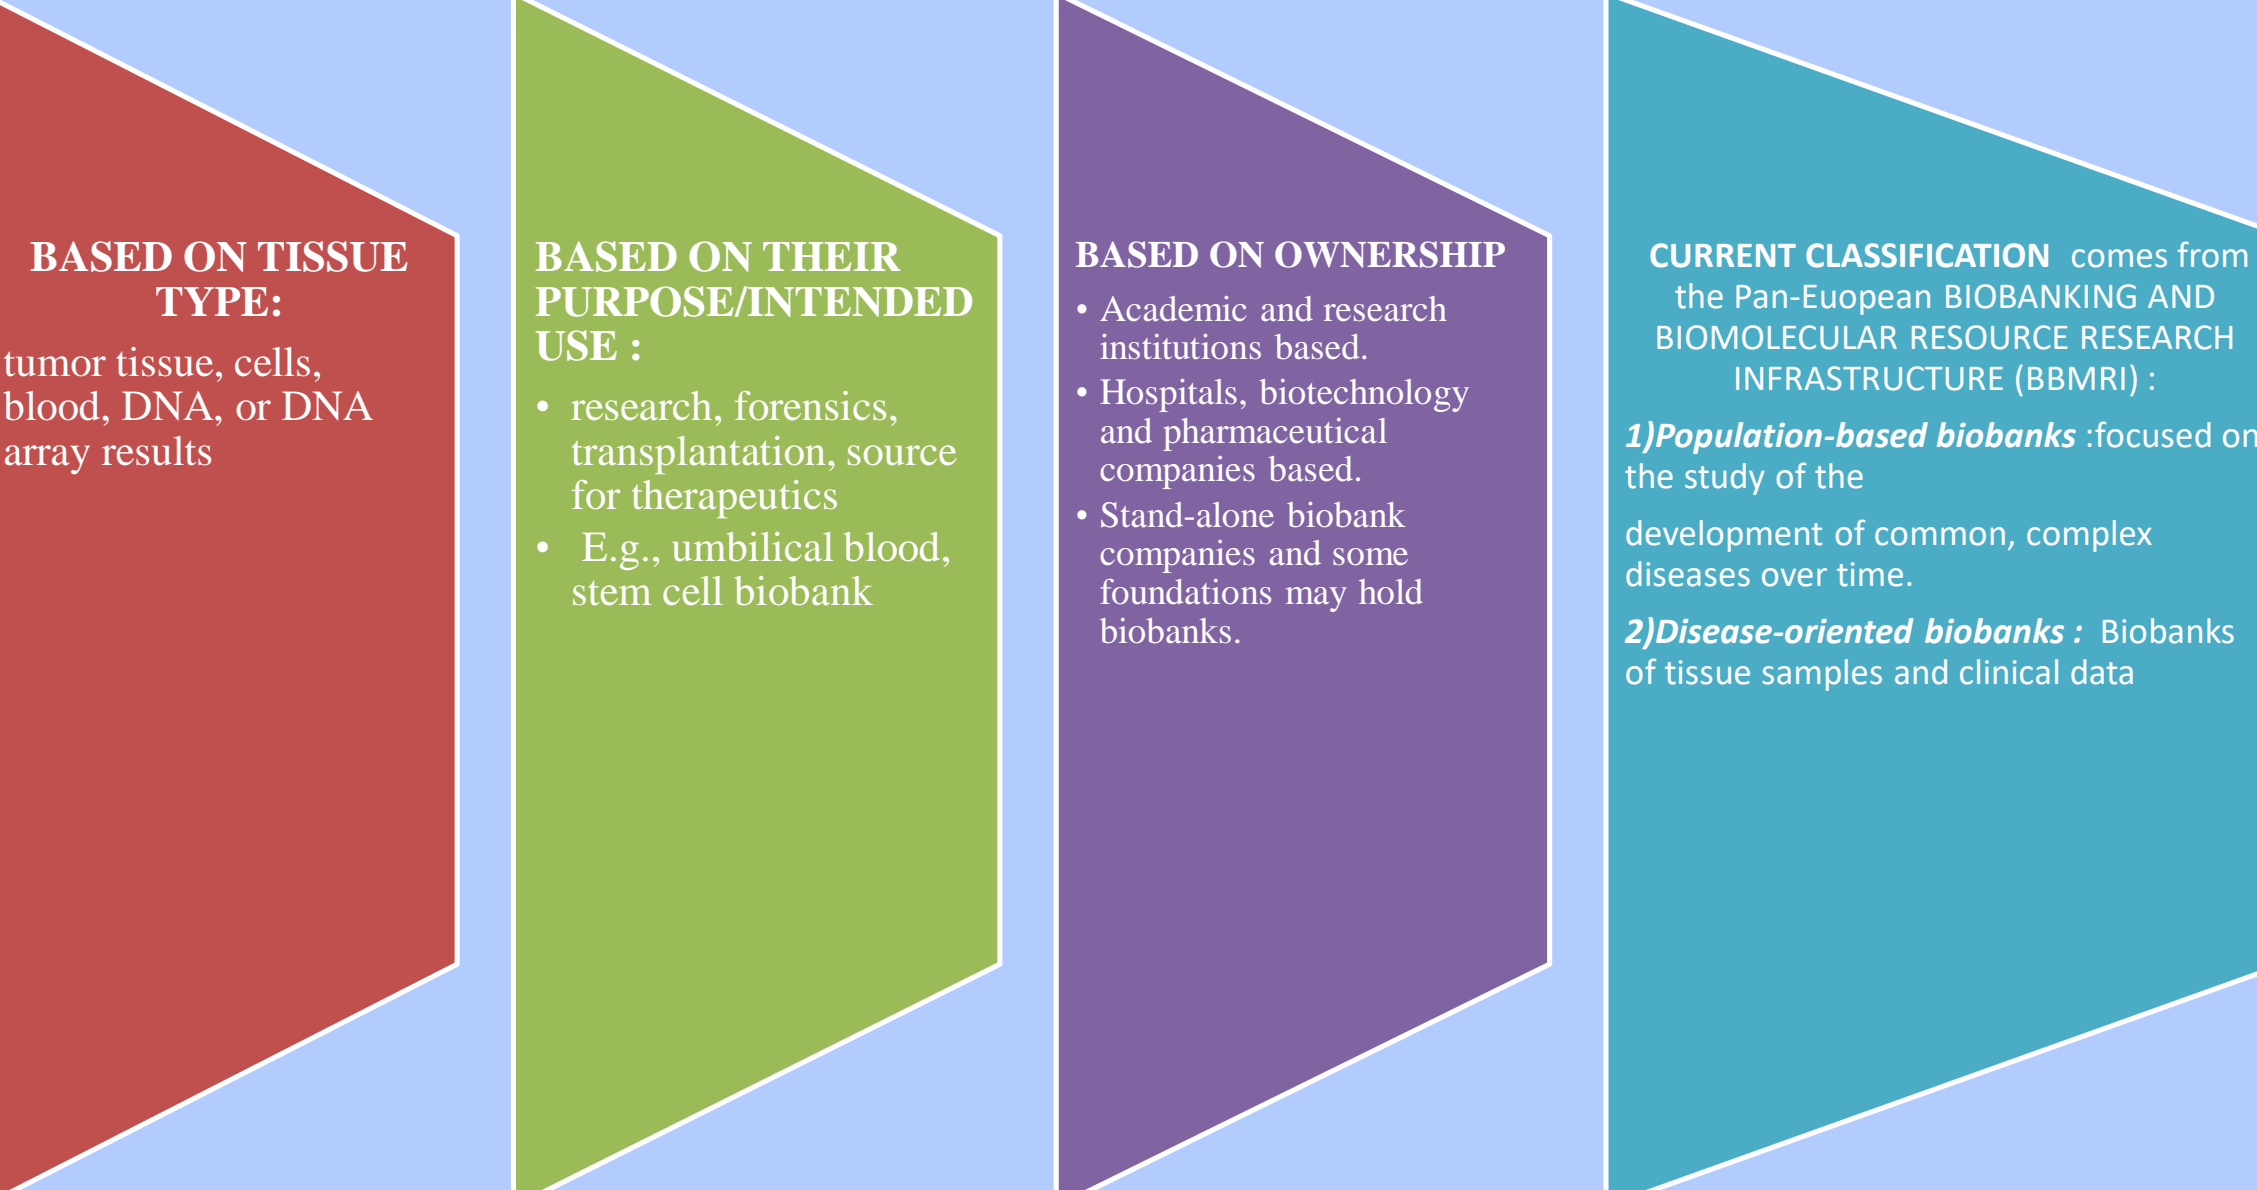 BASED ON TISSUE
TYPE:
tumor tissue, cells,
blood, DNA, or DNA
array results
BASED ON THEIR
PURPOSE/INTENDED
USE :
• research, forensics,
transplantation, source
for therapeutics
• E.g., umbilical blood,
stem cell biobank
BASED ON OWNERSHIP
• Academic and research
institutions based.
• Hospitals, biotechnology
and pharmaceutical
companies based.
• Stand-alone biobank
companies and some
foundations may hold
biobanks.
CURRENT CLASSIFICATION comes from
the Pan-Euopean BIOBANKING AND
BIOMOLECULAR RESOURCE RESEARCH
INFRASTRUCTURE (BBMRI) :
1)Population-based biobanks :focused on
the study of the
development of common, complex
diseases over time.
2)Disease-oriented biobanks : Biobanks
of tissue samples and clinical data